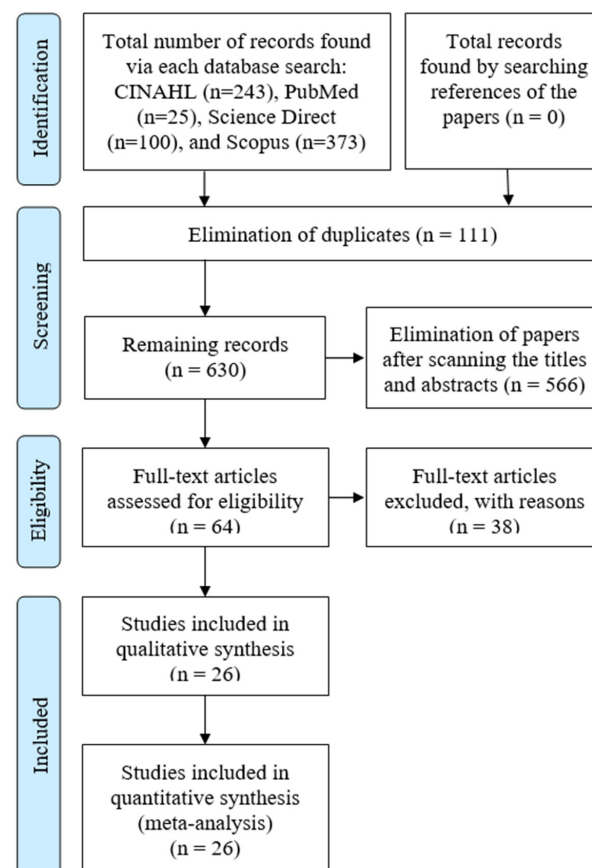 Identification
Total number of records found
via each database search:
CINAHL (n=243), PubMed
(n=25), Science Direct
(n=100), and Scopus (n=373)
Total records
found by searching
references of the
papers (n = 0)
Screening
Elimination of duplicates (n = 111)
Remaining records
(n = 630)
Elimination of papers
after scanning the titles
and abstracts (n = 566)
Eligibility
Full-text articles
assessed for eligibility
(n = 64)
Full-text articles
excluded, with reasons
(n = 38)
Included
Studies included in
qualitative synthesis
(n = 26)
Studies included in
quantitative synthesis
(meta-analysis)
(n = 26)